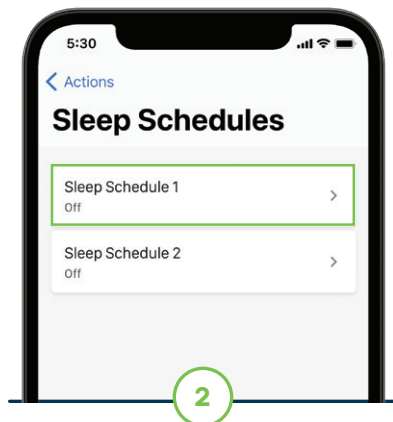 5:30
Actions
Sleep Schedules
Sleep Schedule 1
Off
Sleep Schedule 2
Off
2